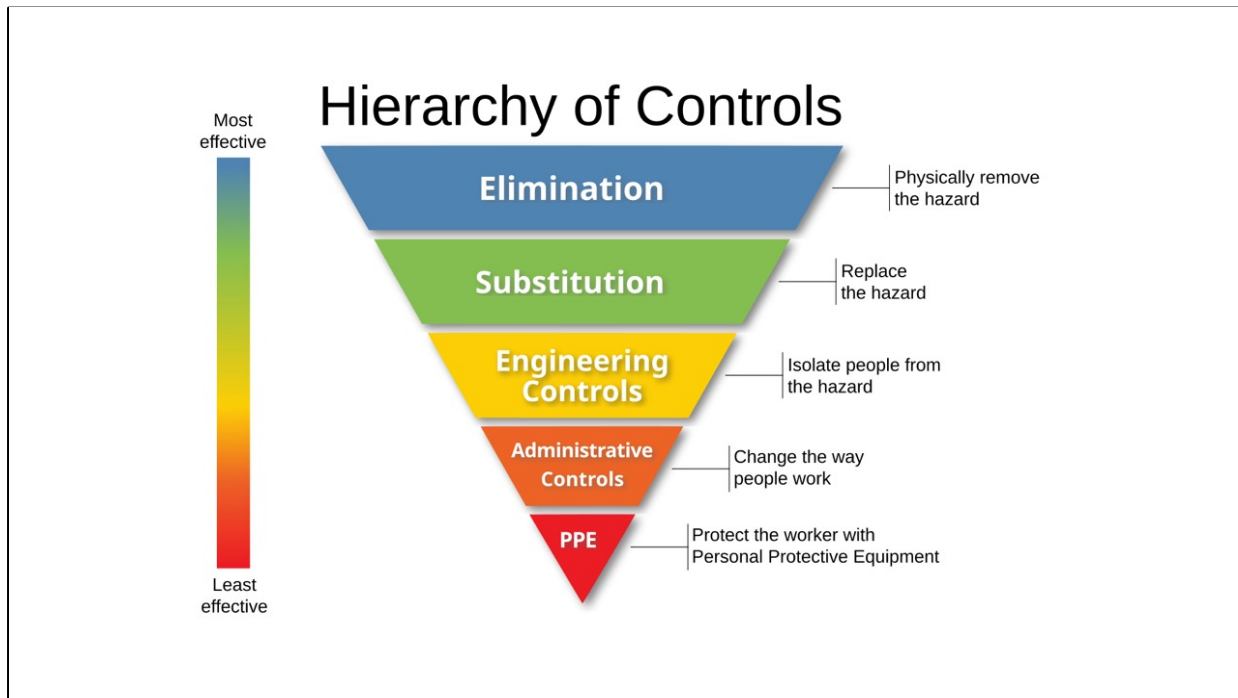 Hierarchy of Controls
Most
effective
Elimination
Physically remove
the hazard
Substitution
Replace
the hazard
Engineering
Controls
Isolate people from
the hazard
Administrative
Controls
Change the way
people work
PPE
Protect the worker with
Personal Protective Equipment
Least
effective